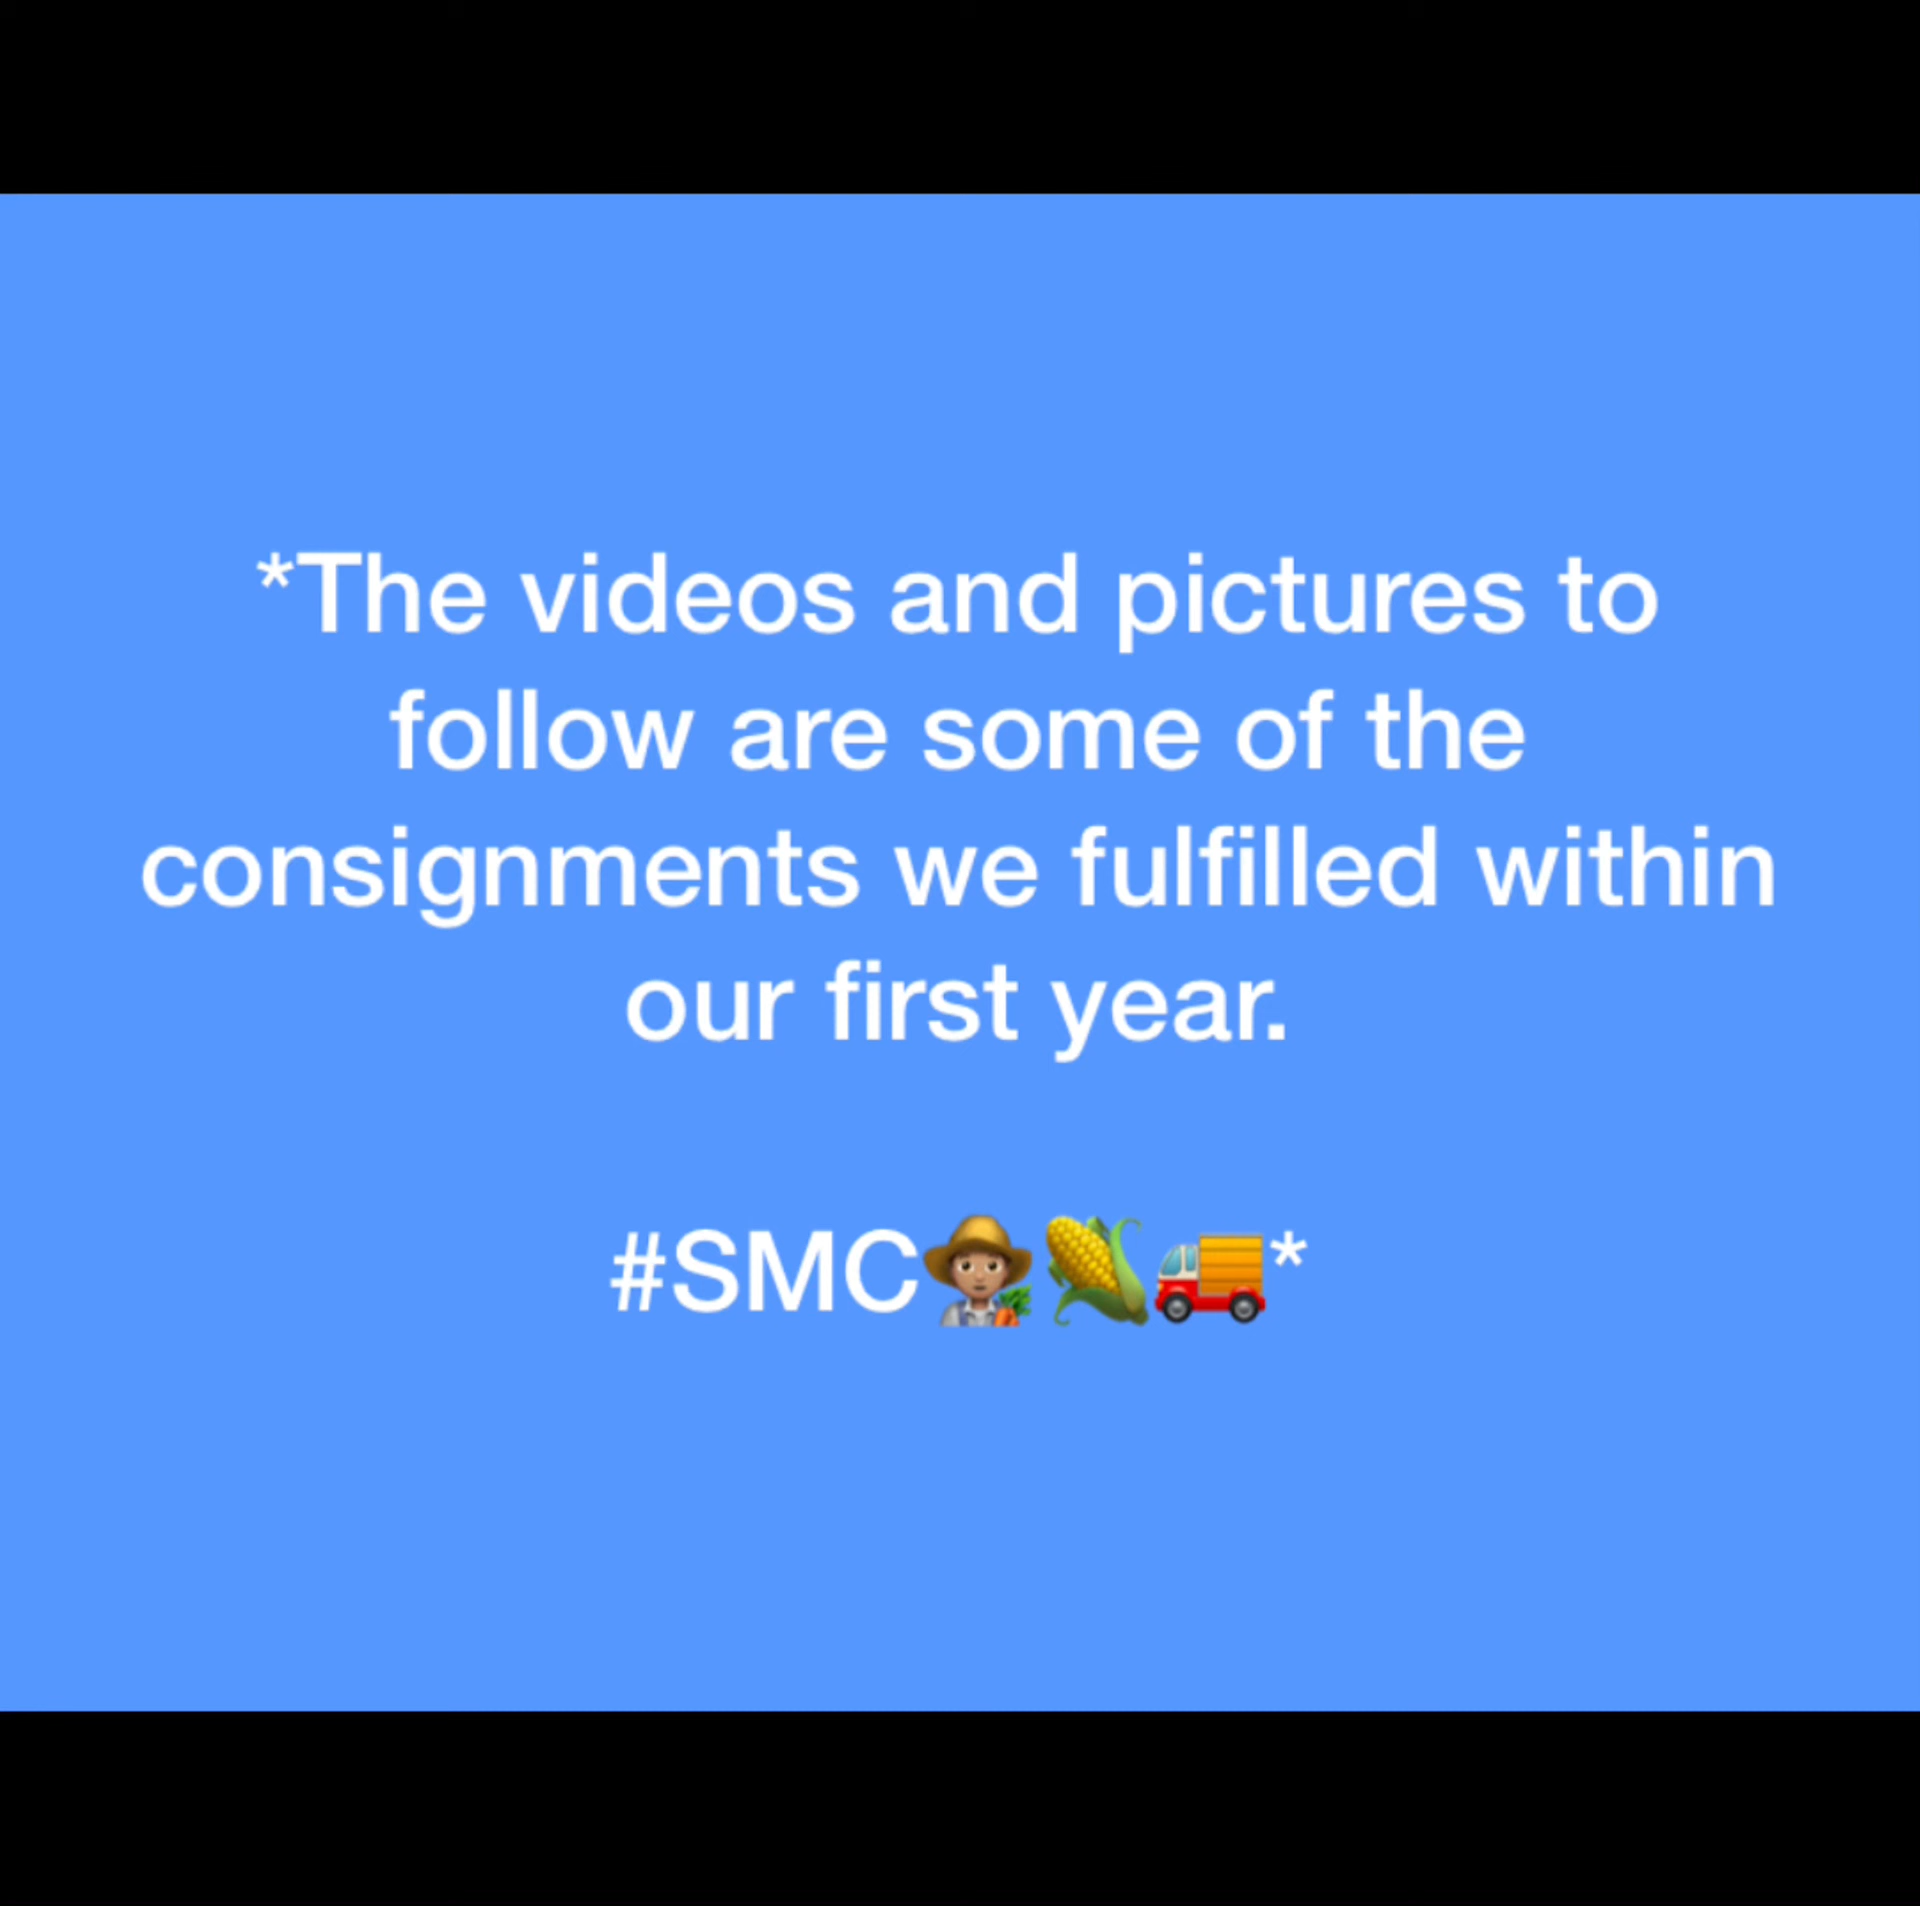 *The videos and pictures to
follow are some of the
consignments we fulfilled within
our first year.
#SMC🧑🏽‍🌾🌽🚚*